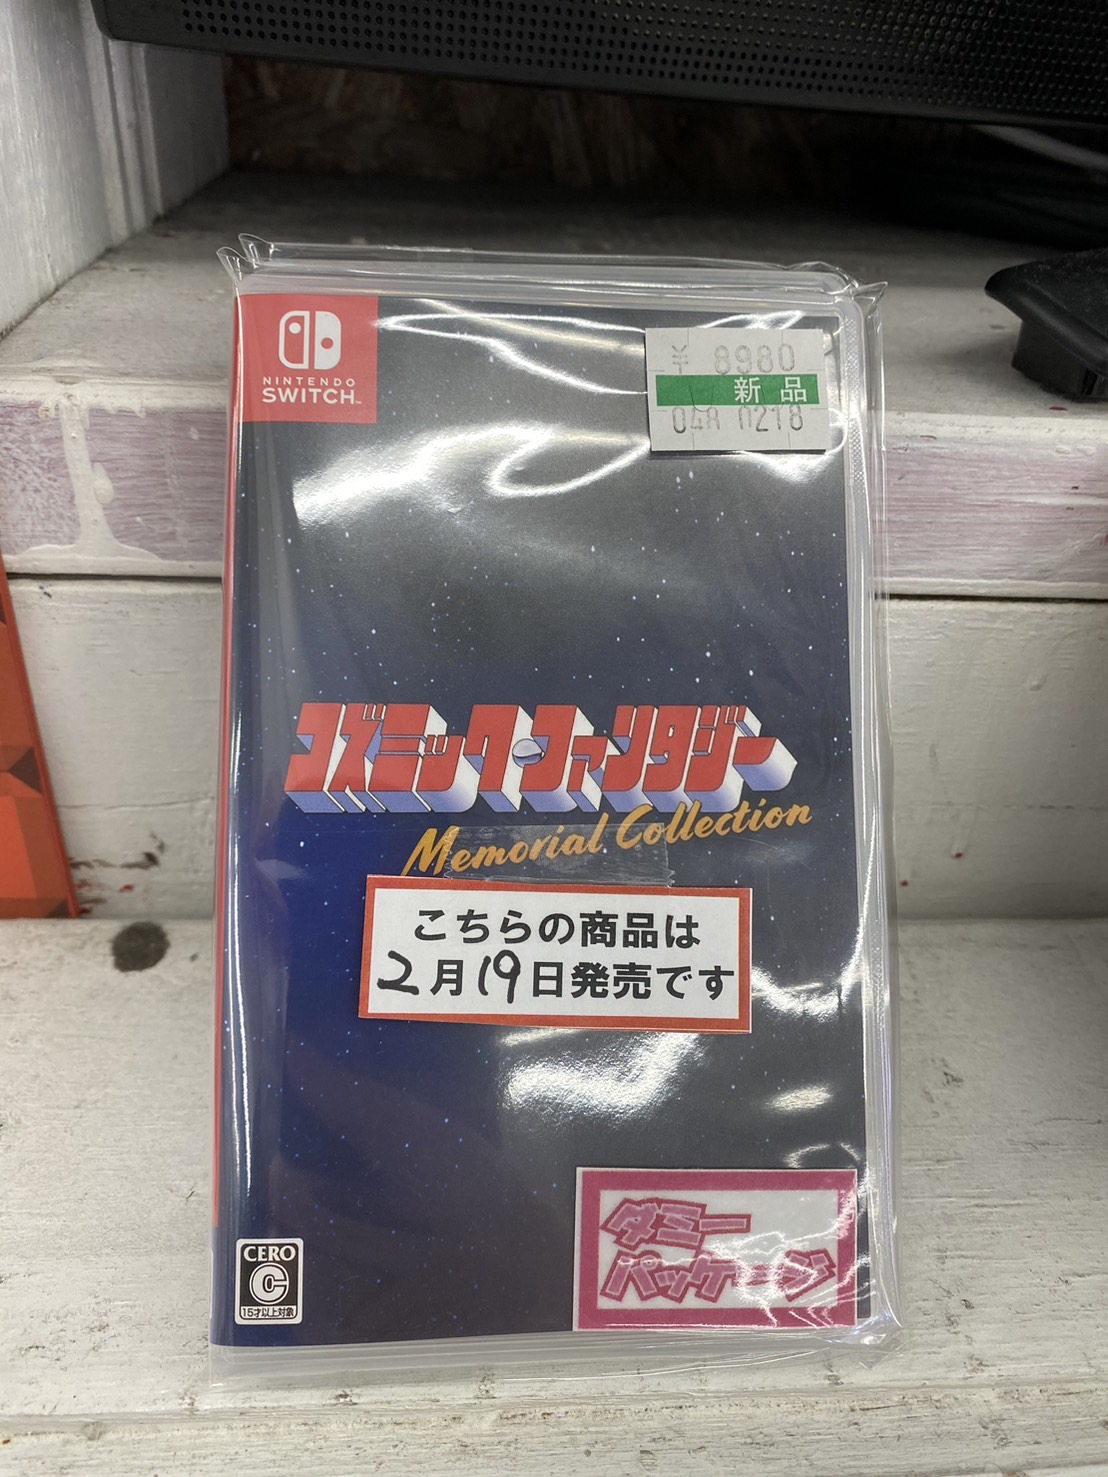 NINTENDO
SWITCH™
¥ 8980
新品
0218
コズミック・ファンタジー
Memorial Collection
こちらの商品は
2月19日発売です
ダミー
パッケージ
CERO
C
15才以上対象